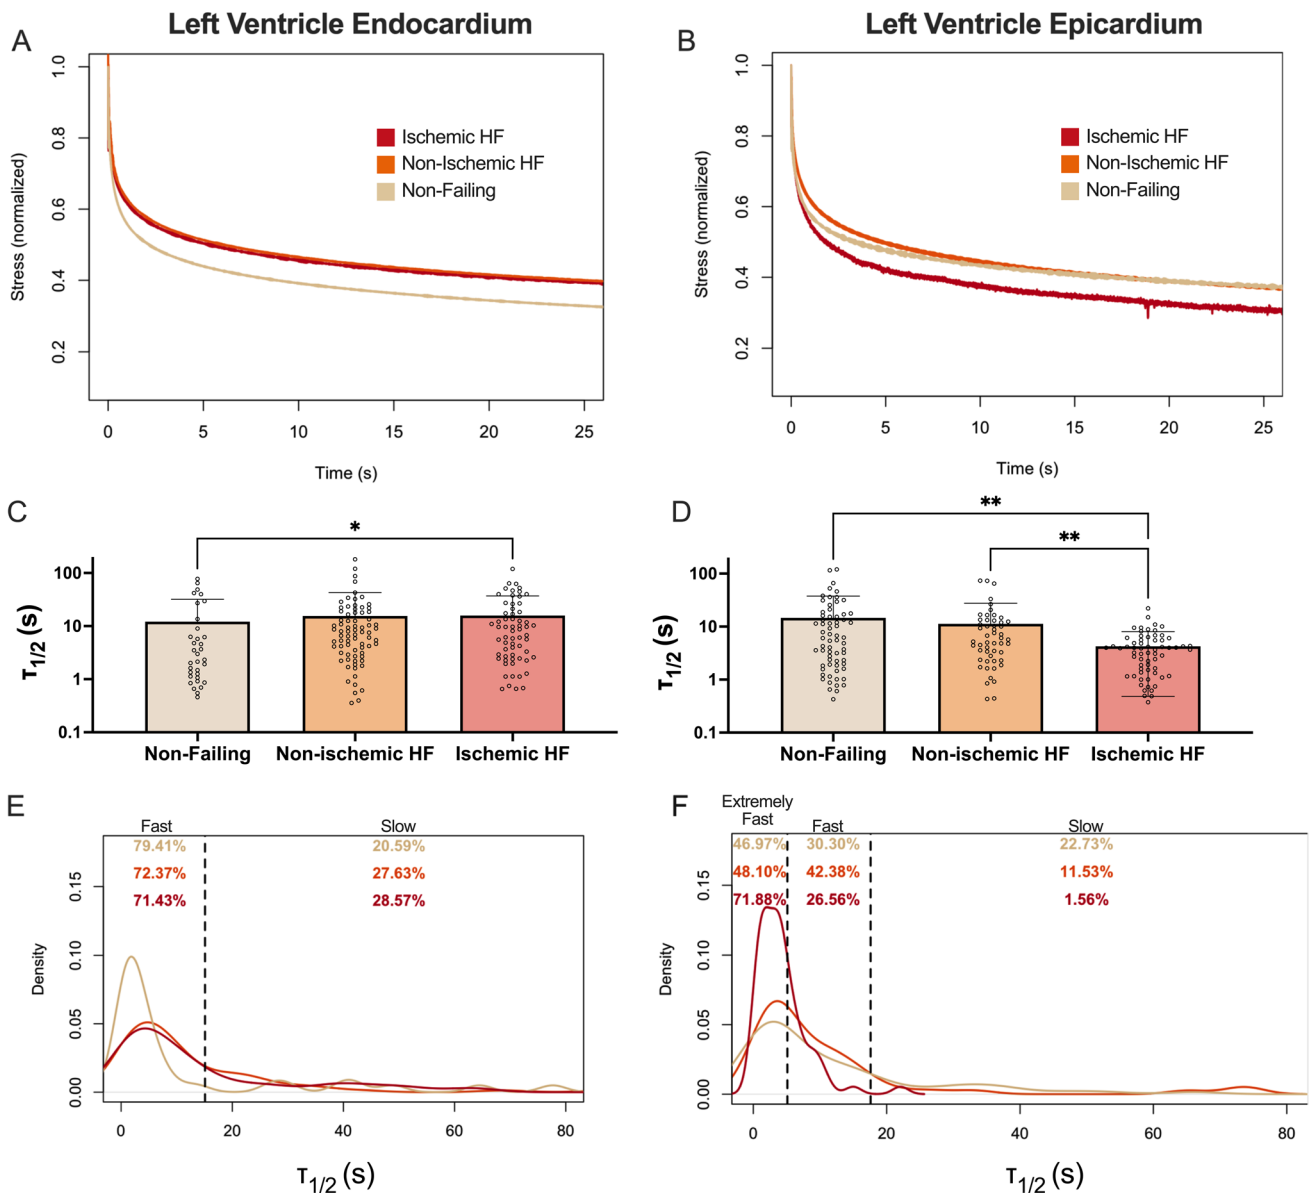 Left Ventricle Endocardium
A
1.0
0.8
0.6
0.4
0.2
Stress (normalized)
Ischemic HF
Non-Ischemic HF
Non-Failing
0 5 10 15 20 25
Time (s)
Left Ventricle Epicardium
B
1.0
0.8
0.6
0.4
0.2
Stress (normalized)
Ischemic HF
Non-Ischemic HF
Non-Failing
0 5 10 15 20 25
Time (s)
C
*
100
10
1
0.1
τ1/2 (s)
Non-Failing Non-ischemic HF Ischemic HF
D
**
**
100
10
1
0.1
τ1/2 (s)
Non-Failing Non-ischemic HF Ischemic HF
E
Fast Slow
79.41% 20.59%
72.37% 27.63%
71.43% 28.57%
0.15
0.10
0.05
0.00
Density
0 20 40 60 80
τ1/2 (s)
F
Extremely
Fast Fast Slow
46.97% 30.30% 22.73%
48.10% 42.38% 11.53%
71.88% 26.56% 1.56%
0.15
0.10
0.05
0.00
Density
0 20 40 60 80
τ1/2 (s)